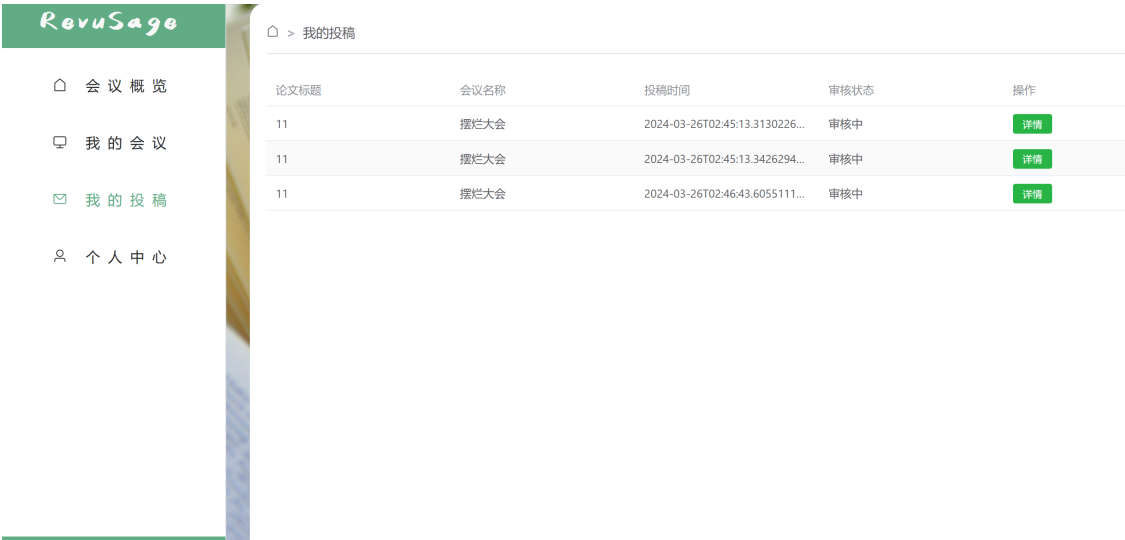 RevuSage
会议概览
我的会议
我的投稿
个人中心
> 我的投稿
论文标题 会议名称 投稿时间 审核状态 操作
11 摆烂大会 2024-03-26T02:45:13.3130226... 审核中 详情
11 摆烂大会 2024-03-26T02:45:13.3426294... 审核中 详情
11 摆烂大会 2024-03-26T02:46:43.6055111... 审核中 详情